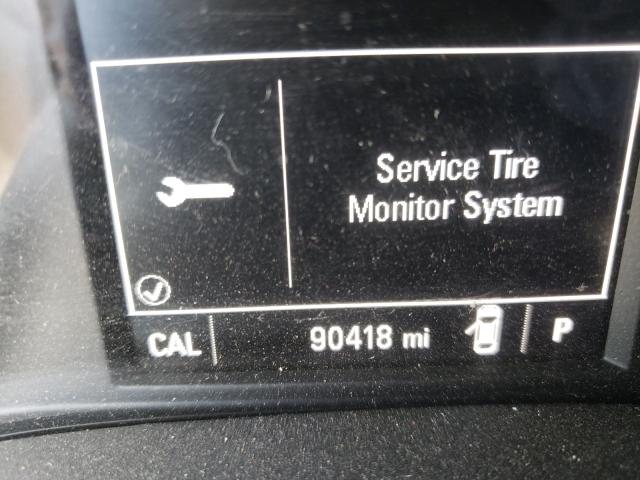 Service Tire
Monitor System
CAL 90418 mi P